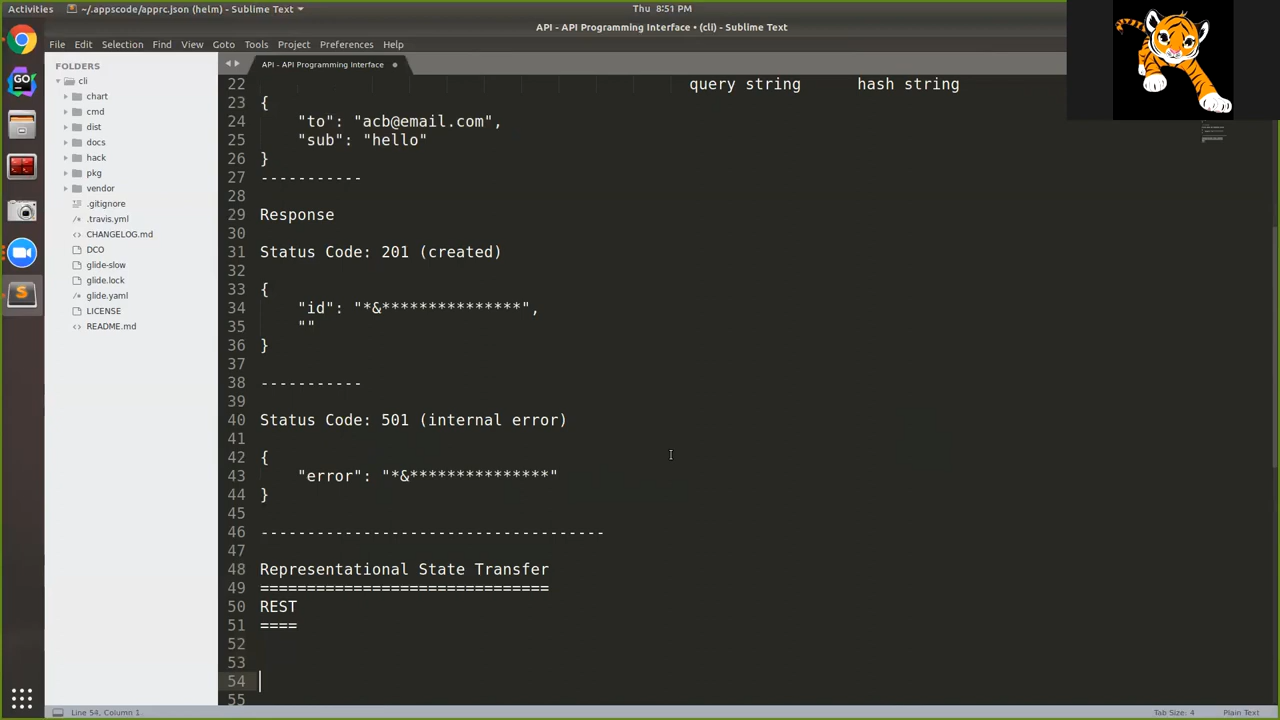 Activities
~/.appscode/apprc.json (helm) - Sublime Text
Thu 8:51 PM
API - API Programming Interface • (cli) - Sublime Text
File Edit Selection Find View Goto Tools Project Preferences Help
FOLDERS
cli
chart
cmd
dist
docs
hack
pkg
vendor
.gitignore
.travis.yml
CHANGELOG.md
DCO
glide-slow
glide.lock
glide.yaml
LICENSE
README.md
API - API Programming Interface
22 query string hash string
23 {
24 "to": "acb@email.com",
25 "sub": "hello"
26 }
27 -----------
28
29 Response
30
31 Status Code: 201 (created)
32
33 {
34 "id": "*&***************",
35 ""
36 }
37
38 -----------
39
40 Status Code: 501 (internal error)
41
42 {
43 "error": "*&***************"
44 }
45
46 -------------------------------------
47
48 Representational State Transfer
49 ===============================
50 REST
51 ====
52
53
54
55
Line 54, Column 1
Tab Size: 4
Plain Text
GO
S